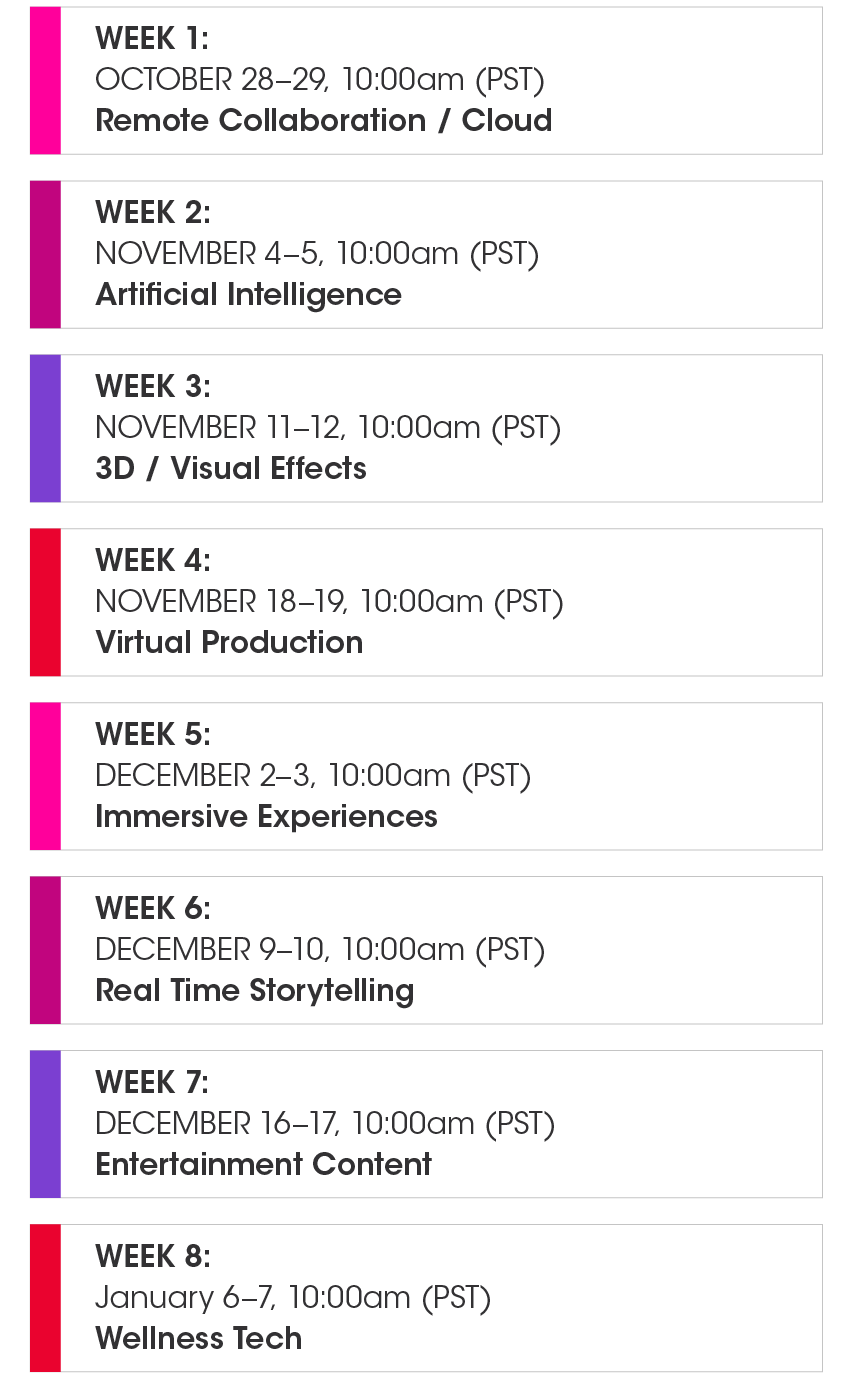 WEEK 1:
OCTOBER 28–29, 10:00am (PST)
Remote Collaboration / Cloud
WEEK 2:
NOVEMBER 4–5, 10:00am (PST)
Artificial Intelligence
WEEK 3:
NOVEMBER 11–12, 10:00am (PST)
3D / Visual Effects
WEEK 4:
NOVEMBER 18–19, 10:00am (PST)
Virtual Production
WEEK 5:
DECEMBER 2–3, 10:00am (PST)
Immersive Experiences
WEEK 6:
DECEMBER 9–10, 10:00am (PST)
Real Time Storytelling
WEEK 7:
DECEMBER 16–17, 10:00am (PST)
Entertainment Content
WEEK 8:
January 6–7, 10:00am (PST)
Wellness Tech